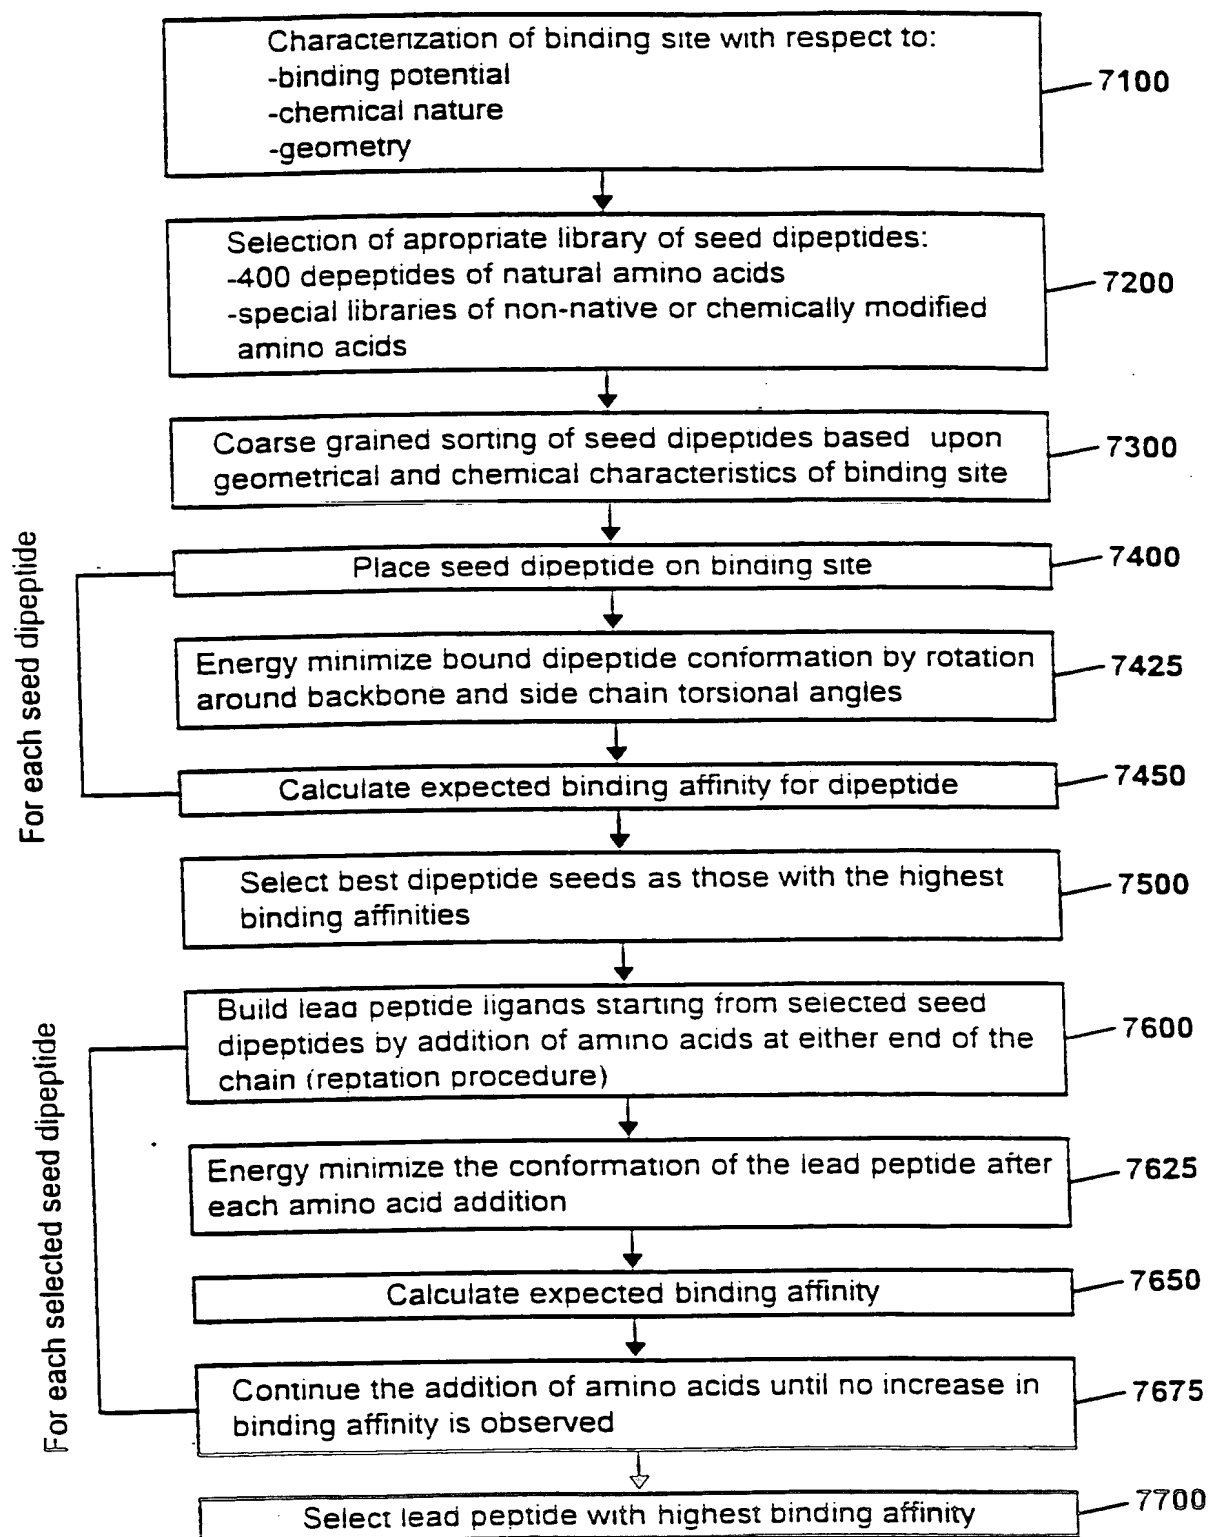 Characterization of binding site with respect to:
-binding potential
-chemical nature
-geometry
7100
Selection of apropriate library of seed dipeptides:
-400 depeptides of natural amino acids
-special libraries of non-native or chemically modified
amino acids
7200
Coarse grained sorting of seed dipeptides based upon
geometrical and chemical characteristics of binding site
7300
For each seed dipeptide
Place seed dipeptide on binding site
7400
Energy minimize bound dipeptide conformation by rotation
around backbone and side chain torsional angles
7425
Calculate expected binding affinity for dipeptide
7450
Select best dipeptide seeds as those with the highest
binding affinities
7500
For each selected seed dipeptide
Build lead peptide ligands starting from selected seed
dipeptides by addition of amino acids at either end of the
chain (reptation procedure)
7600
Energy minimize the conformation of the lead peptide after
each amino acid addition
7625
Calculate expected binding affinity
7650
Continue the addition of amino acids until no increase in
binding affinity is observed
7675
Select lead peptide with highest binding affinity
7700